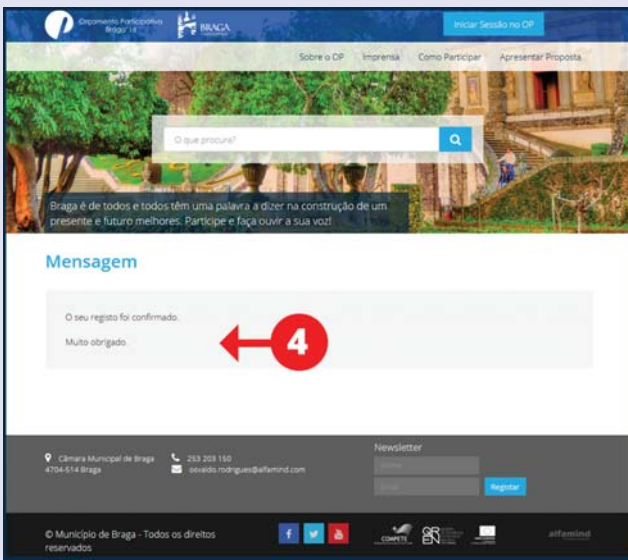 Orçamento Participativo
Braga'16
BRAGA
Iniciar Sessão no OP
Sobre o OP Imprensa Como Participar Apresentar Proposta
O que procura?
Braga é de todos e todos têm uma palavra a dizer na construção de um
presente e futuro melhores. Participe e faça ouvir a sua voz!
Mensagem
O seu registo foi confirmado.
Muito obrigado.
4
Câmara Municipal de Braga
4704-514 Braga
253 203 150
osvaldo.rodrigues@alfamind.com
Newsletter
Nome
Email
Registar
© Município de Braga - Todos os direitos
reservados
COMPETE
QREN
alfamind